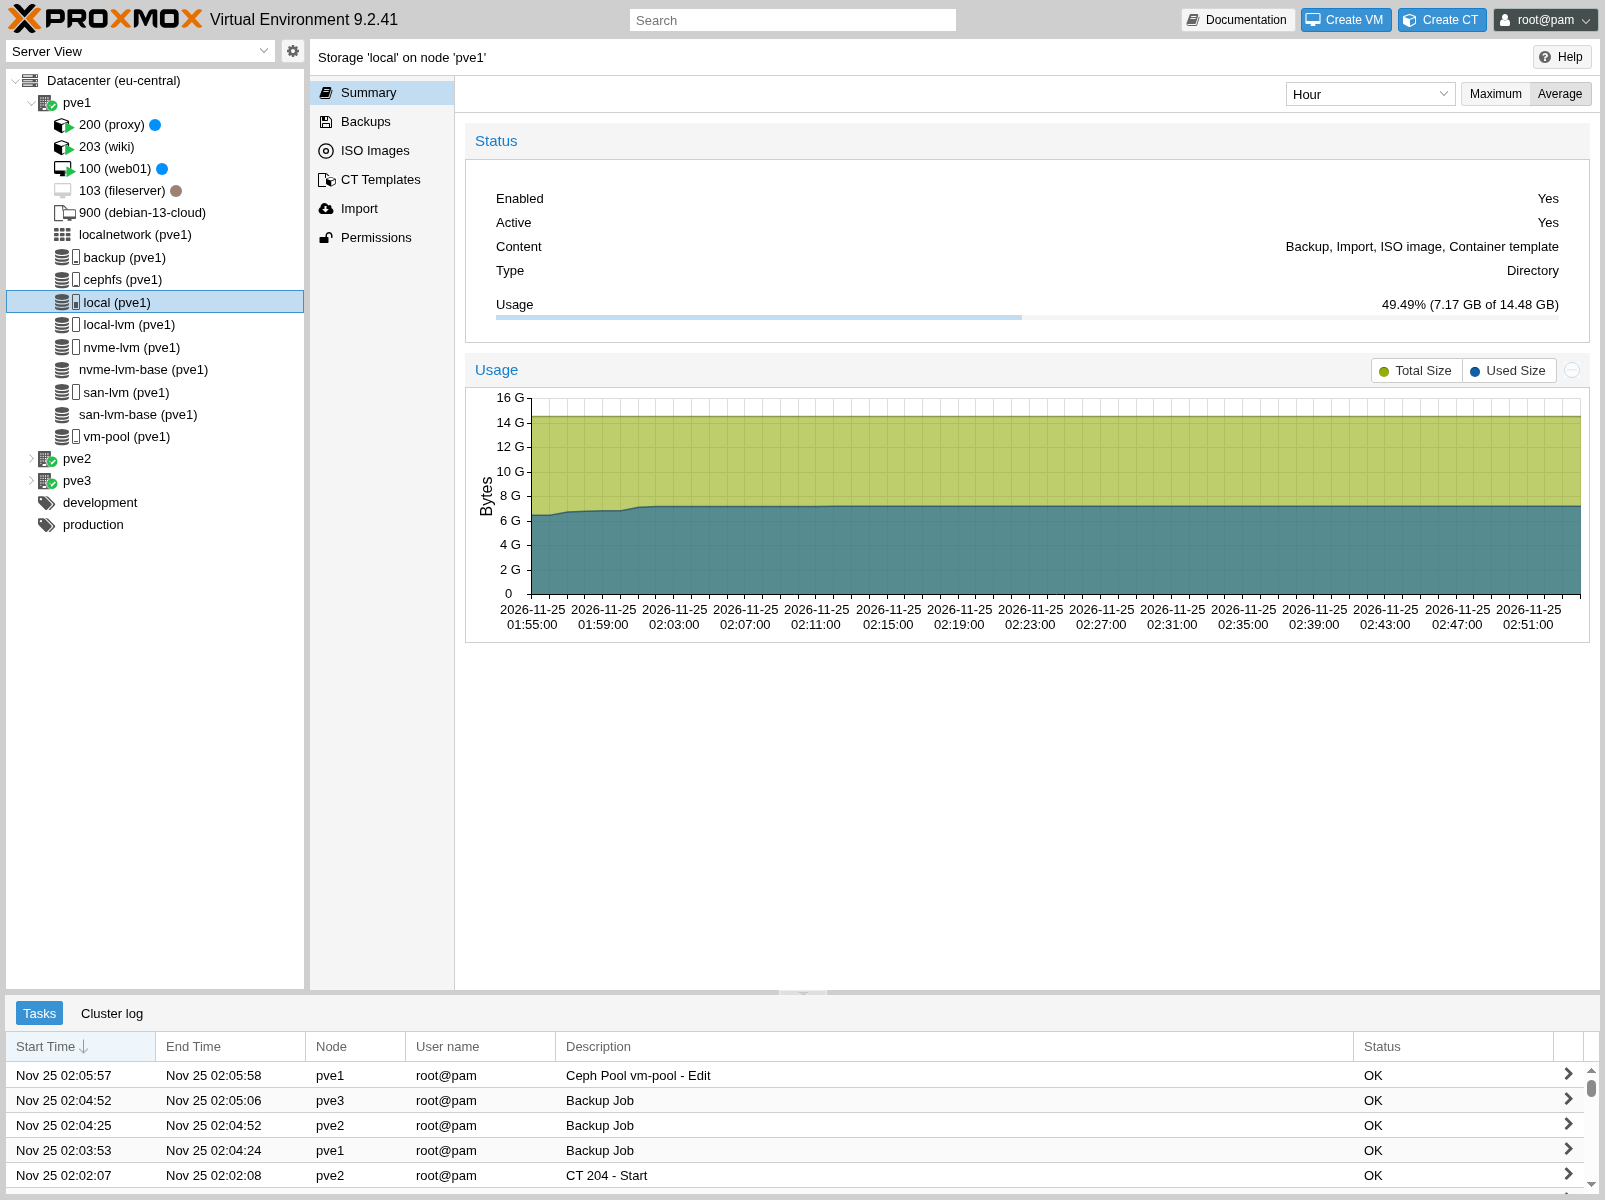 PROXMOX Virtual Environment 9.2.41
Search
Documentation
Create VM
Create CT
root@pam
Server View
Datacenter (eu-central)
pve1
200 (proxy)
203 (wiki)
100 (web01)
103 (fileserver)
900 (debian-13-cloud)
localnetwork (pve1)
backup (pve1)
cephfs (pve1)
local (pve1)
local-lvm (pve1)
nvme-lvm (pve1)
nvme-lvm-base (pve1)
san-lvm (pve1)
san-lvm-base (pve1)
vm-pool (pve1)
pve2
pve3
development
production
Storage 'local' on node 'pve1'
Help
Summary
Backups
ISO Images
CT Templates
Import
Permissions
Hour
Maximum
Average
Status
Enabled Yes
Active Yes
Content Backup, Import, ISO image, Container template
Type Directory
Usage 49.49% (7.17 GB of 14.48 GB)
Usage
Total Size
Used Size
Bytes
16 G
14 G
12 G
10 G
8 G
6 G
4 G
2 G
0
2026-11-25 2026-11-25 2026-11-25 2026-11-25 2026-11-25 2026-11-25 2026-11-25 2026-11-25 2026-11-25 2026-11-25 2026-11-25 2026-11-25 2026-11-25 2026-11-25 2026-11-25
01:55:00 01:59:00 02:03:00 02:07:00 02:11:00 02:15:00 02:19:00 02:23:00 02:27:00 02:31:00 02:35:00 02:39:00 02:43:00 02:47:00 02:51:00
Tasks Cluster log
Start Time End Time Node User name Description Status
Nov 25 02:05:57 Nov 25 02:05:58 pve1 root@pam Ceph Pool vm-pool - Edit OK
Nov 25 02:04:52 Nov 25 02:05:06 pve3 root@pam Backup Job OK
Nov 25 02:04:25 Nov 25 02:04:52 pve2 root@pam Backup Job OK
Nov 25 02:03:53 Nov 25 02:04:24 pve1 root@pam Backup Job OK
Nov 25 02:02:07 Nov 25 02:02:08 pve2 root@pam CT 204 - Start OK